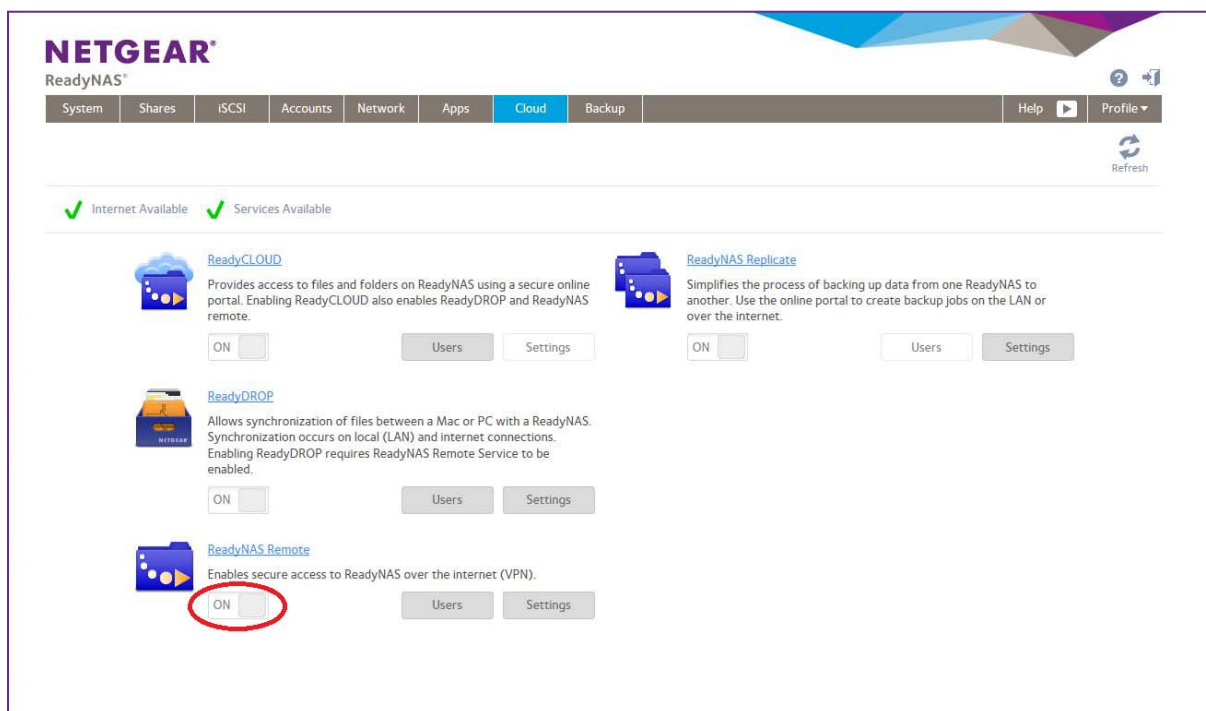 NETGEAR®
ReadyNAS®
System Shares iSCSI Accounts Network Apps Cloud Backup Help Profile
Refresh
Internet Available Services Available
ReadyCLOUD
Provides access to files and folders on ReadyNAS using a secure online
portal. Enabling ReadyCLOUD also enables ReadyDROP and ReadyNAS
remote.
ON Users Settings
ReadyNAS Replicate
Simplifies the process of backing up data from one ReadyNAS to
another. Use the online portal to create backup jobs on the LAN or
over the internet.
ON Users Settings
ReadyDROP
Allows synchronization of files between a Mac or PC with a ReadyNAS.
Synchronization occurs on local (LAN) and internet connections.
Enabling ReadyDROP requires ReadyNAS Remote Service to be
enabled.
NETGEAR
ON Users Settings
ReadyNAS Remote
Enables secure access to ReadyNAS over the internet (VPN).
ON Users Settings